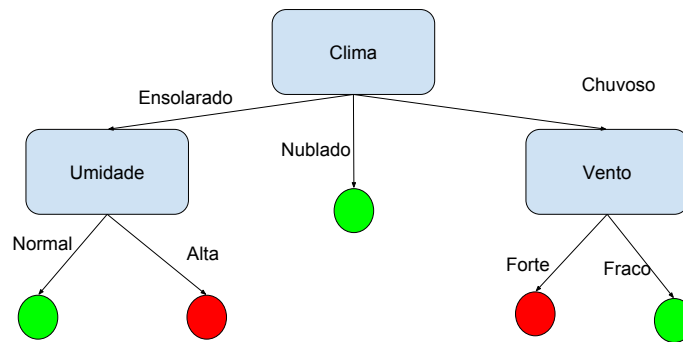 Clima
Ensolarado
Chuvoso
Nublado
Umidade
Vento
Normal
Alta
Forte
Fraco